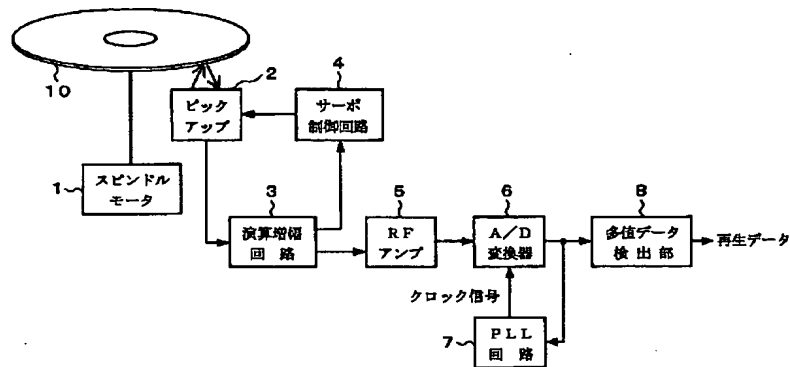 10
2
ピック
アップ
4
サーボ
制御回路
1
スピンドル
モータ
3
演算増幅
回 路
5
RF
アンプ
6
A/D
変換器
8
多値データ
検 出 部
再生データ
クロック信号
7
PLL
回 路